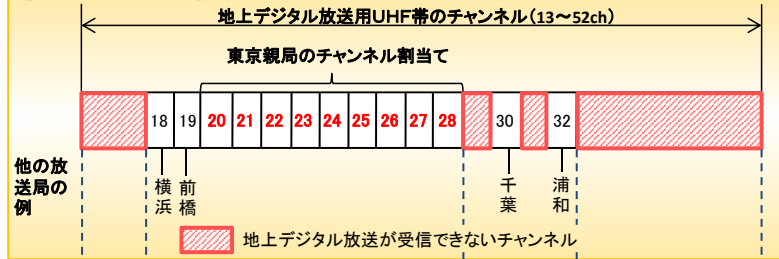 地上デジタル放送用UHF帯のチャンネル(13～52ch)
東京親局のチャンネル割当て
18 19 20 21 22 23 24 25 26 27 28 30 32
他の放
送局の
例
横浜
前橋
千葉
浦和
地上デジタル放送が受信できないチャンネル